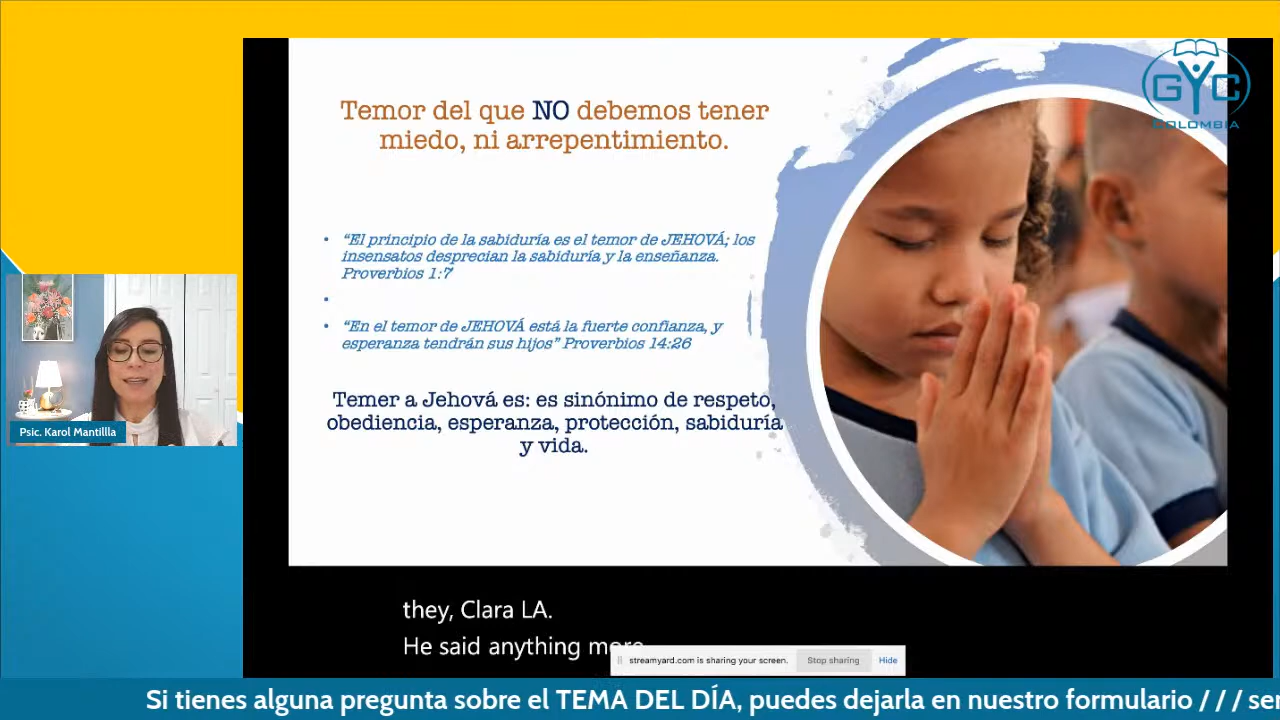 GYC
COLOMBIA
Temor del que NO debemos tener
miedo, ni arrepentimiento.
• “El principio de la sabiduría es el temor de JEHOVÁ; los
insensatos desprecian la sabiduría y la enseñanza.
Proverbios 1:7
•
• “En el temor de JEHOVÁ está la fuerte confianza, y
esperanza tendrán sus hijos” Proverbios 14:26
Temer a Jehová es: es sinónimo de respeto,
obediencia, esperanza, protección, sabiduría
y vida.
Psic. Karol Mantillla
they, Clara LA.
He said anything more
streamyard.com is sharing your screen. Stop sharing Hide
Si tienes alguna pregunta sobre el TEMA DEL DÍA, puedes dejarla en nuestro formulario / / / ser